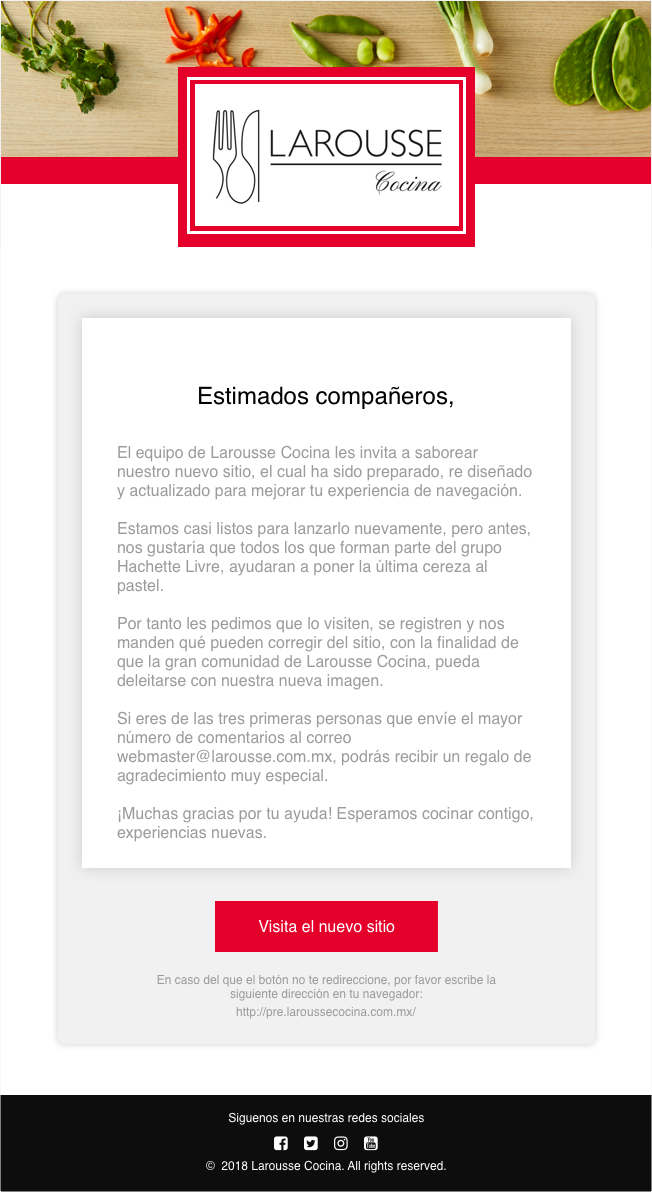 LAROUSSE
Cocina
Estimados compañeros,
El equipo de Larousse Cocina les invita a saborear
nuestro nuevo sitio, el cual ha sido preparado, re diseñado
y actualizado para mejorar tu experiencia de navegación.
Estamos casi listos para lanzarlo nuevamente, pero antes,
nos gustaría que todos los que forman parte del grupo
Hachette Livre, ayudaran a poner la última cereza al
pastel.
Por tanto les pedimos que lo visiten, se registren y nos
manden qué pueden corregir del sitio, con la finalidad de
que la gran comunidad de Larousse Cocina, pueda
deleitarse con nuestra nueva imagen.
Si eres de las tres primeras personas que envíe el mayor
número de comentarios al correo
webmaster@larousse.com.mx, podrás recibir un regalo de
agradecimiento muy especial.
¡Muchas gracias por tu ayuda! Esperamos cocinar contigo,
experiencias nuevas.
Visita el nuevo sitio
En caso del que el botón no te redireccione, por favor escribe la
siguiente dirección en tu navegador:
http://pre.laroussecocina.com.mx/
Siguenos en nuestras redes sociales
© 2018 Larousse Cocina. All rights reserved.